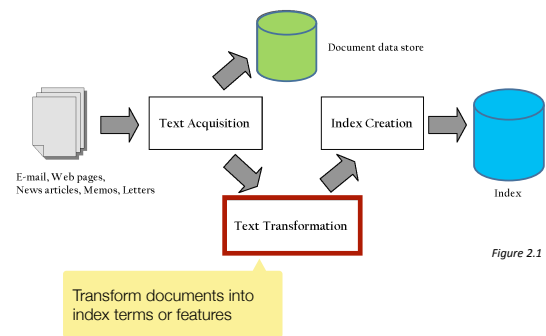 Document data store
Text Acquisition
Index Creation
E-mail, Web pages,
News articles, Memos, Letters
Index
Text Transformation
Figure 2.1
Transform documents into
index terms or features